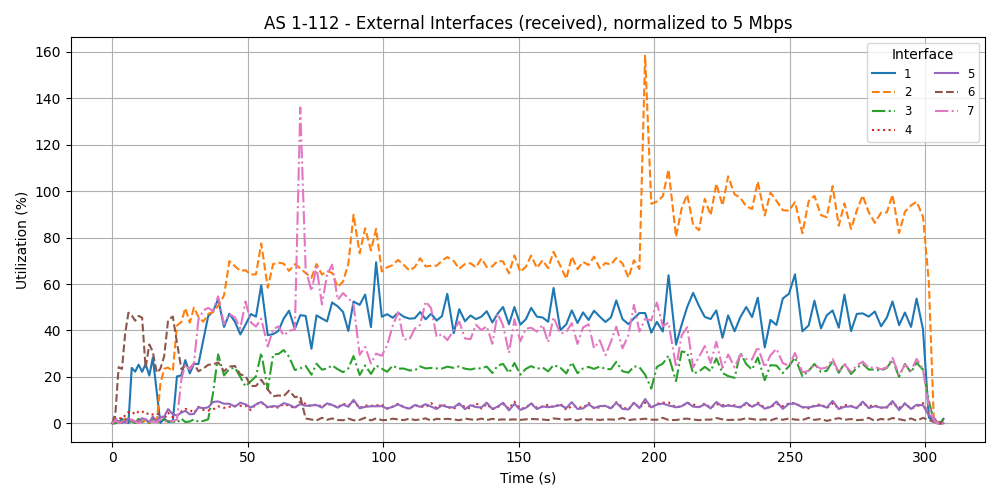 AS 1-112 - External Interfaces (received), normalized to 5 Mbps
Utilization (%)
160
140
120
100
80
60
40
20
0
0 50 100 150 200 250 300
Time (s)
Interface
1 5
2 6
3 7
4